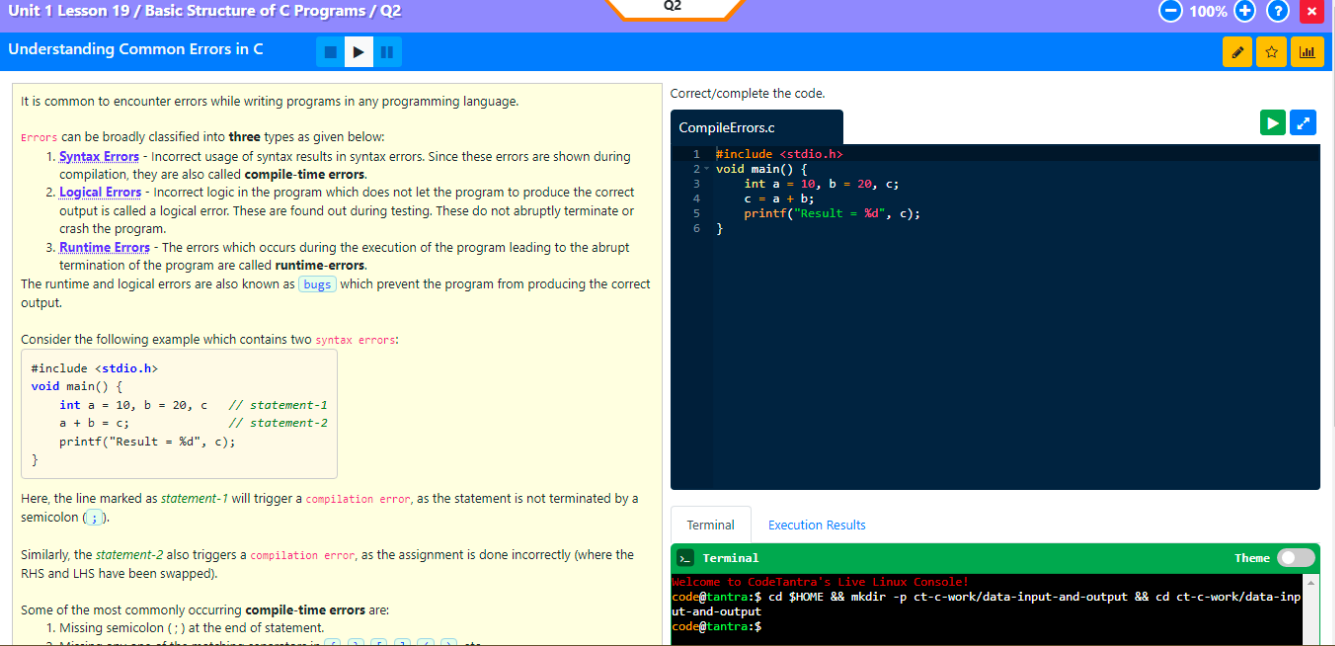 Unit 1 Lesson 19 / Basic Structure of C Programs / Q2
Q2
100%
?
Understanding Common Errors in C
It is common to encounter errors while writing programs in any programming language.
Errors can be broadly classified into three types as given below:
1. Syntax Errors - Incorrect usage of syntax results in syntax errors. Since these errors are shown during
compilation, they are also called compile-time errors.
2. Logical Errors - Incorrect logic in the program which does not let the program to produce the correct
output is called a logical error. These are found out during testing. These do not abruptly terminate or
crash the program.
3. Runtime Errors - The errors which occurs during the execution of the program leading to the abrupt
termination of the program are called runtime-errors.
The runtime and logical errors are also known as bugs which prevent the program from producing the correct
output.
Consider the following example which contains two syntax errors:
#include <stdio.h>
void main() {
    int a = 10, b = 20, c   // statement-1
    a + b = c;              // statement-2
    printf("Result = %d", c);
}
Here, the line marked as statement-1 will trigger a compilation error, as the statement is not terminated by a
semicolon ( ; ).
Similarly, the statement-2 also triggers a compilation error, as the assignment is done incorrectly (where the
RHS and LHS have been swapped).
Some of the most commonly occurring compile-time errors are:
1. Missing semicolon ( ; ) at the end of statement.
Correct/complete the code.
CompileErrors.c
1 #include <stdio.h>
2 void main() {
3     int a = 10, b = 20, c;
4     c = a + b;
5     printf("Result = %d", c);
6 }
Terminal
Execution Results
Terminal
Theme
Welcome to CodeTantra's Live Linux Console!
code@tantra:$ cd $HOME && mkdir -p ct-c-work/data-input-and-output && cd ct-c-work/data-inp
ut-and-output
code@tantra:$